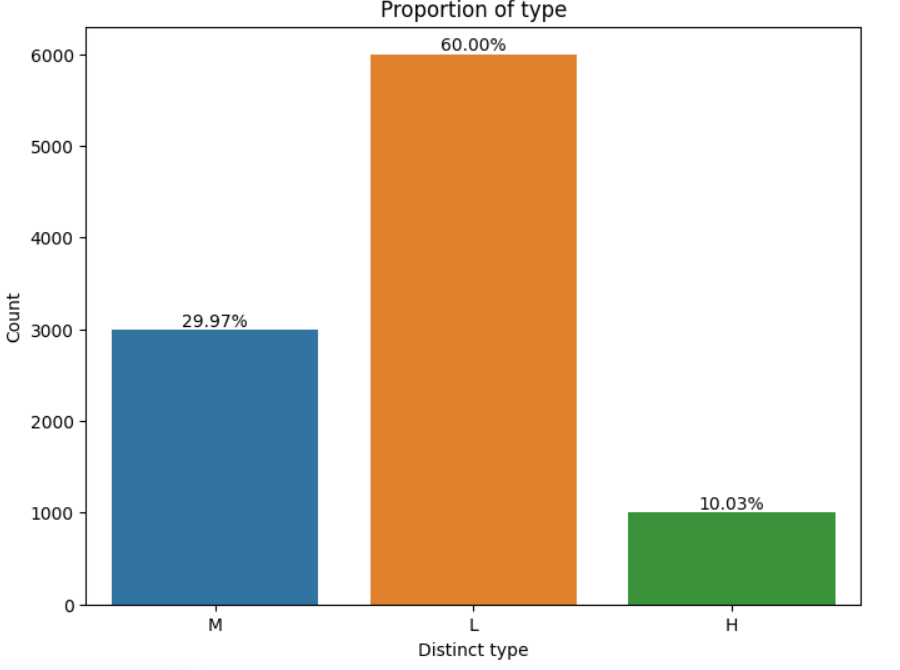 Proportion of type
60.00%
6000
5000
4000
Count
29.97%
3000
2000
10.03%
1000
0
M L H
Distinct type